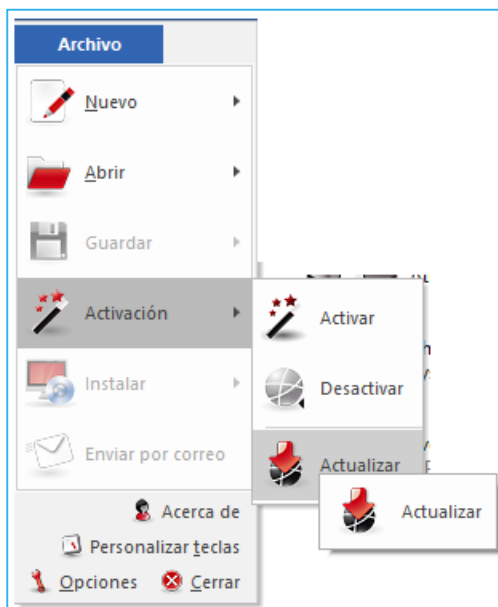 Archivo
Nuevo
Abrir
Guardar
Activación
Activar
Instalar
Desactivar
Enviar por correo
Actualizar
Actualizar
Acerca de
Personalizar teclas
Opciones Cerrar